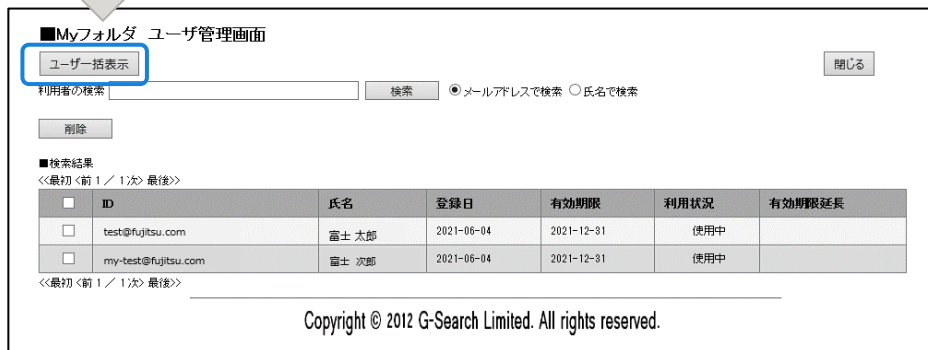 ■Myフォルダ ユーザ管理画面
ユーザ一括表示
閉じる
利用者の検索 検索 メールアドレスで検索 氏名で検索
削除
■検索結果
<<最初 <前 1 ／ 1 次> 最後>>
ID 氏名 登録日 有効期限 利用状況 有効期限延長
test@fujitsu.com 富士 太郎 2021-06-04 2021-12-31 使用中
my-test@fujitsu.com 富士 次郎 2021-06-04 2021-12-31 使用中
<<最初 <前 1 ／ 1 次> 最後>>
Copyright © 2012 G-Search Limited. All rights reserved.